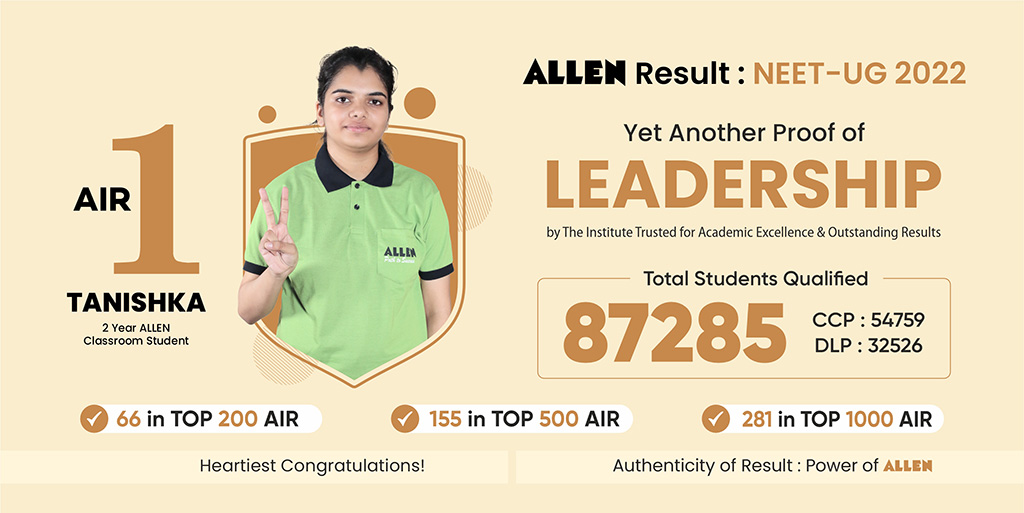 ALLEN Result : NEET-UG 2022
Yet Another Proof of
LEADERSHIP
by The Institute Trusted for Academic Excellence & Outstanding Results
AIR 1
TANISHKA
2 Year ALLEN
Classroom Student
ALLEN
Total Students Qualified
87285
CCP : 54759
DLP : 32526
66 in TOP 200 AIR
155 in TOP 500 AIR
281 in TOP 1000 AIR
Heartiest Congratulations!
Authenticity of Result : Power of ALLEN